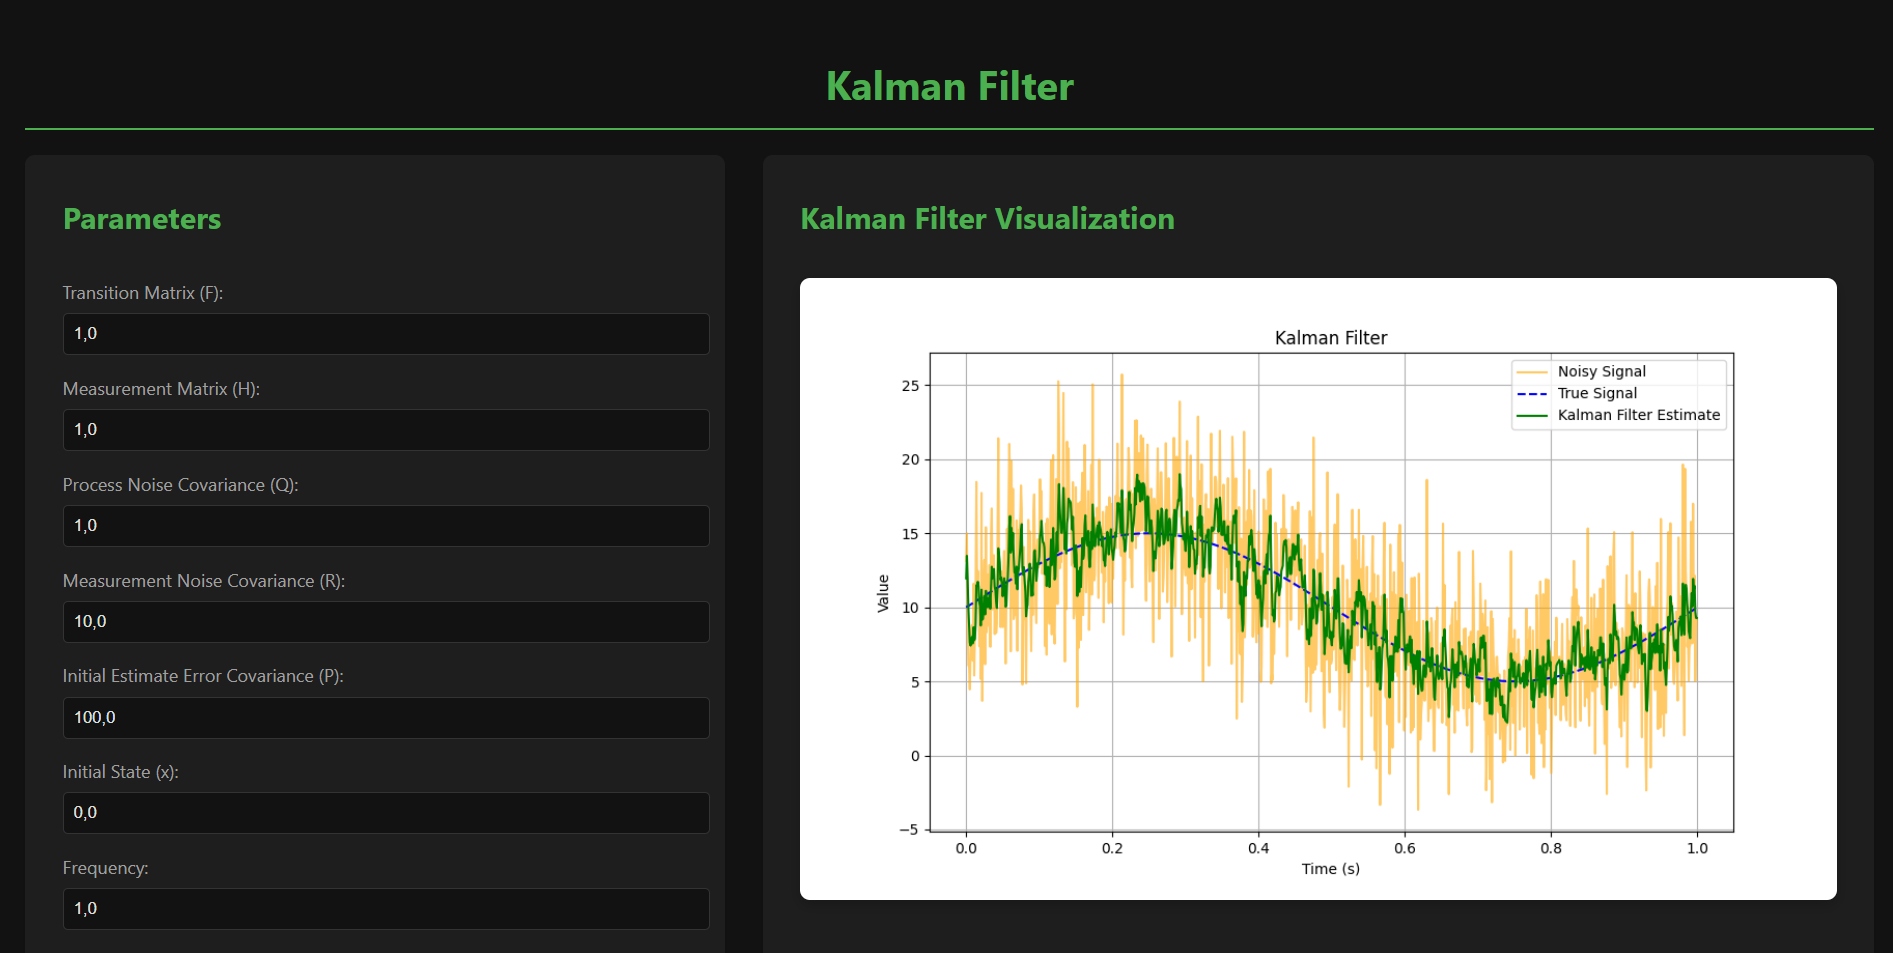 Kalman Filter
Parameters
Transition Matrix (F):
1,0
Measurement Matrix (H):
1,0
Process Noise Covariance (Q):
1,0
Measurement Noise Covariance (R):
10,0
Initial Estimate Error Covariance (P):
100,0
Initial State (x):
0,0
Frequency:
1,0
Kalman Filter Visualization
Kalman Filter
Noisy Signal
True Signal
Kalman Filter Estimate
Value
25
20
15
10
5
0
−5
0.0 0.2 0.4 0.6 0.8 1.0
Time (s)